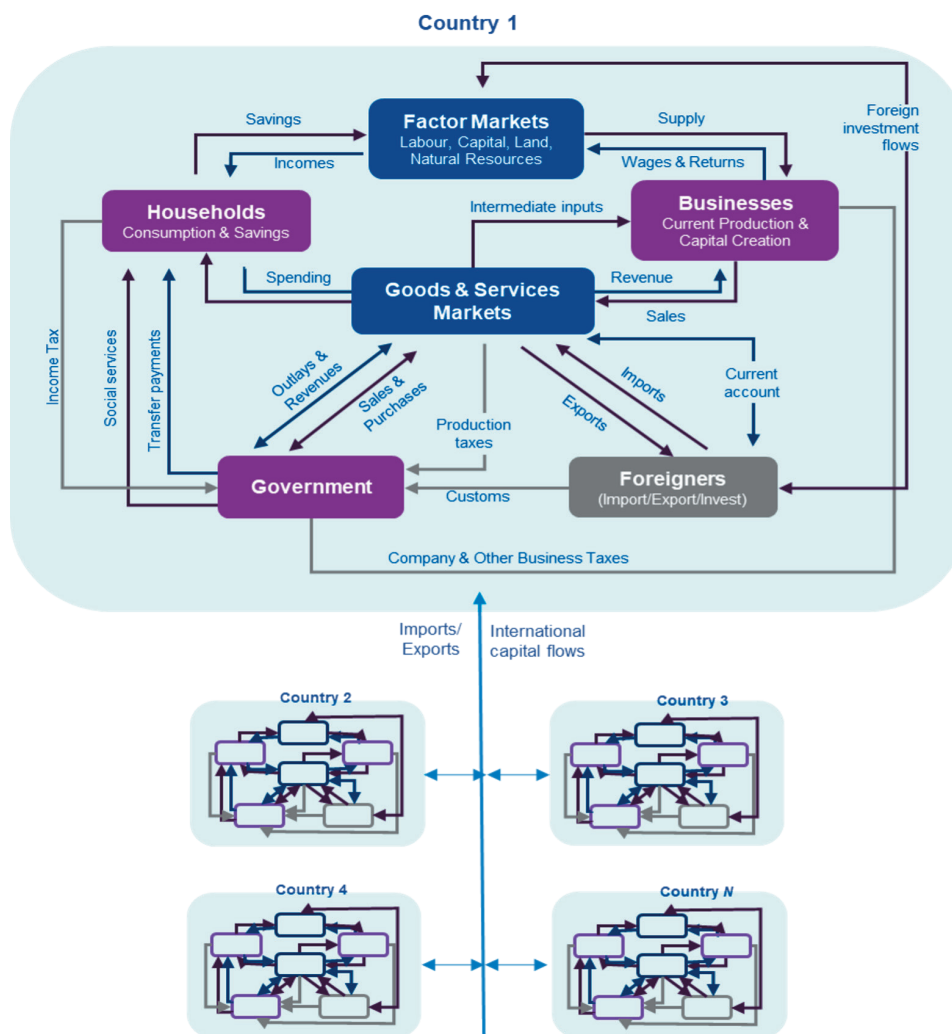 Country 1
Factor Markets
Labour, Capital, Land,
Natural Resources
Savings
Incomes
Supply
Wages & Returns
Foreign
investment
flows
Households
Consumption & Savings
Intermediate inputs
Businesses
Current Production &
Capital Creation
Spending
Goods & Services
Markets
Revenue
Sales
Income Tax
Social services
Transfer payments
Outlays &
Revenues
Sales &
Purchases
Production
taxes
Exports
Imports
Current
account
Government
Customs
Foreigners
(Import/Export/Invest)
Company & Other Business Taxes
Imports/
Exports
International
capital flows
Country 2
Country 3
Country 4
Country N